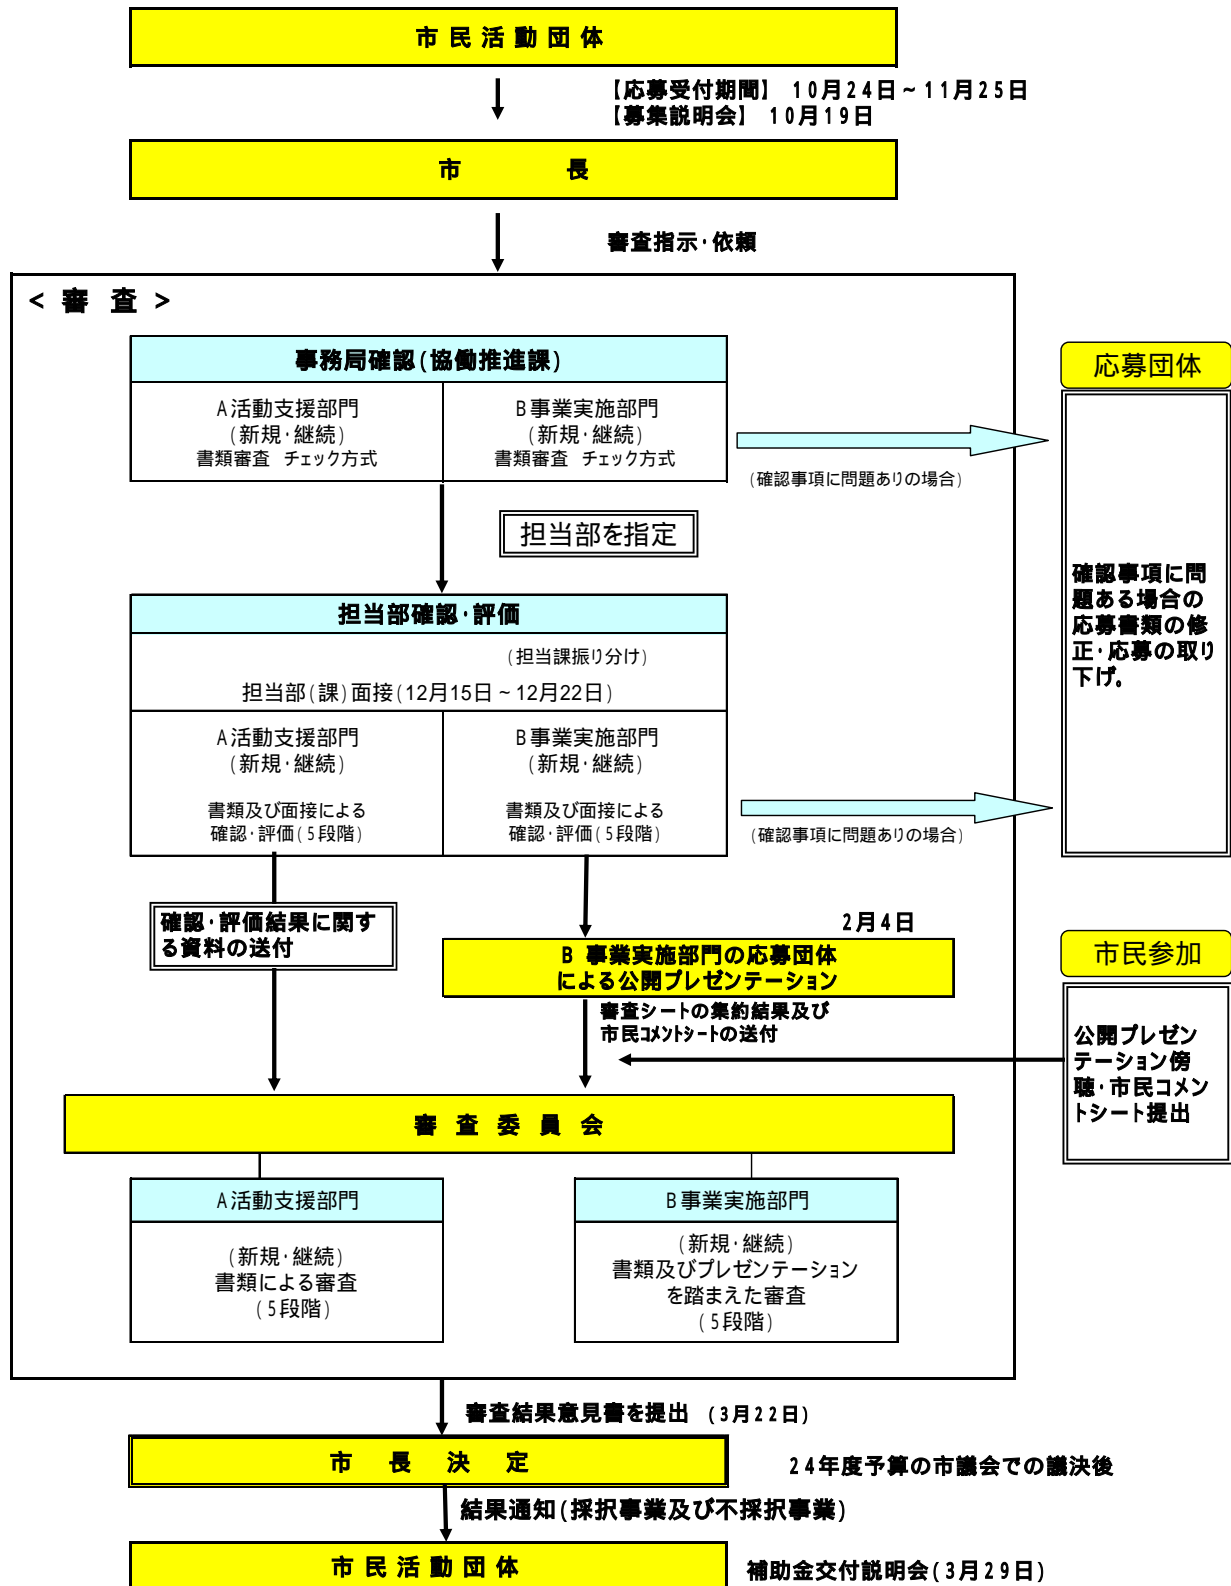 市民活動団体
【応募受付期間】 10月24日~11月25日
【募集説明会】 10月19日
市長
審査指示・依頼
<審査>
事務局確認(協働推進課)
A活動支援部門
(新規・継続)
書類審査 チェック方式
B事業実施部門
(新規・継続)
書類審査 チェック方式
(確認事項に問題ありの場合)
応募団体
確認事項に問
題ある場合の
応募書類の修
正・応募の取り
下げ。
担当部を指定
担当部確認・評価
(担当課振り分け)
担当部(課)面接(12月15日~12月22日)
A活動支援部門
(新規・継続)
書類及び面接による
確認・評価(5段階)
B事業実施部門
(新規・継続)
書類及び面接による
確認・評価(5段階)
(確認事項に問題ありの場合)
確認・評価結果に関す
る資料の送付
2月4日
B 事業実施部門の応募団体
による公開プレゼンテーション
審査シートの集約結果及び
市民コメントシートの送付
市民参加
公開プレゼン
テーション傍
聴・市民コメン
トシート提出
審査委員会
A活動支援部門
(新規・継続)
書類による審査
(5段階)
B事業実施部門
(新規・継続)
書類及びプレゼンテーション
を踏まえた審査
(5段階)
審査結果意見書を提出 (3月22日)
市長決定
24年度予算の市議会での議決後
結果通知(採択事業及び不採択事業)
市民活動団体
補助金交付説明会(3月29日)